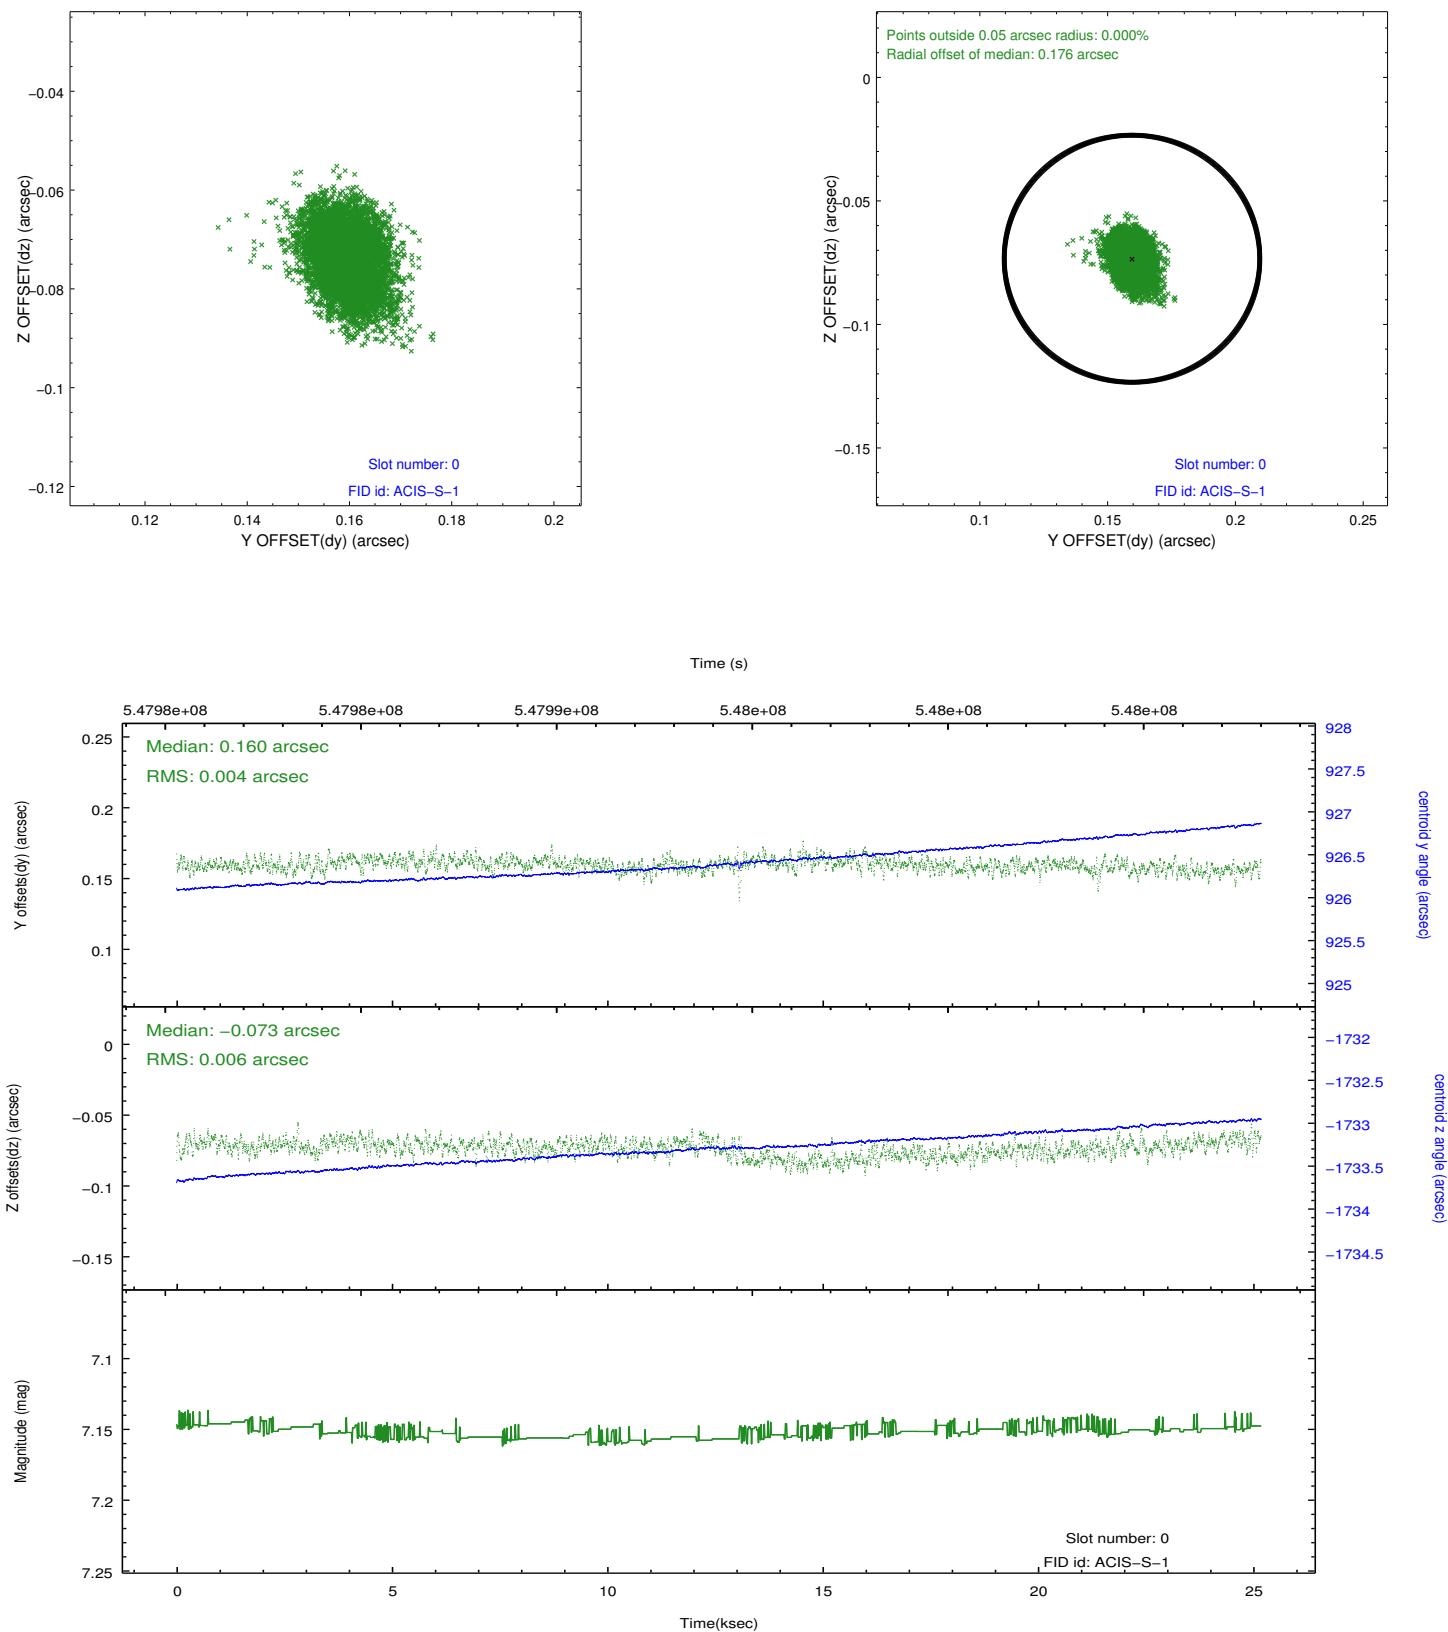 −0.04
−0.06
−0.08
−0.1
−0.12
Z OFFSET(dz) (arcsec)
Slot number: 0
FID id: ACIS−S−1
0.12 0.14 0.16 0.18 0.2
Y OFFSET(dy) (arcsec)
Points outside 0.05 arcsec radius: 0.000%
Radial offset of median: 0.176 arcsec
0
−0.05
−0.1
−0.15
Z OFFSET(dz) (arcsec)
Slot number: 0
FID id: ACIS−S−1
0.1 0.15 0.2 0.25
Y OFFSET(dy) (arcsec)
Time (s)
5.4798e+08 5.4798e+08 5.4799e+08 5.48e+08 5.48e+08 5.48e+08
Median: 0.160 arcsec
RMS: 0.004 arcsec
0.25
0.2
0.15
0.1
Y offsets(dy) (arcsec)
928
927.5
927
926.5
926
925.5
925
centroid y angle (arcsec)
Median: −0.073 arcsec
RMS: 0.006 arcsec
0
−0.05
−0.1
−0.15
Z offsets(dz) (arcsec)
−1732
−1732.5
−1733
−1733.5
−1734
−1734.5
centroid z angle (arcsec)
7.1
7.15
7.2
7.25
Magnitude (mag)
Slot number: 0
FID id: ACIS−S−1
0 5 10 15 20 25
Time(ksec)